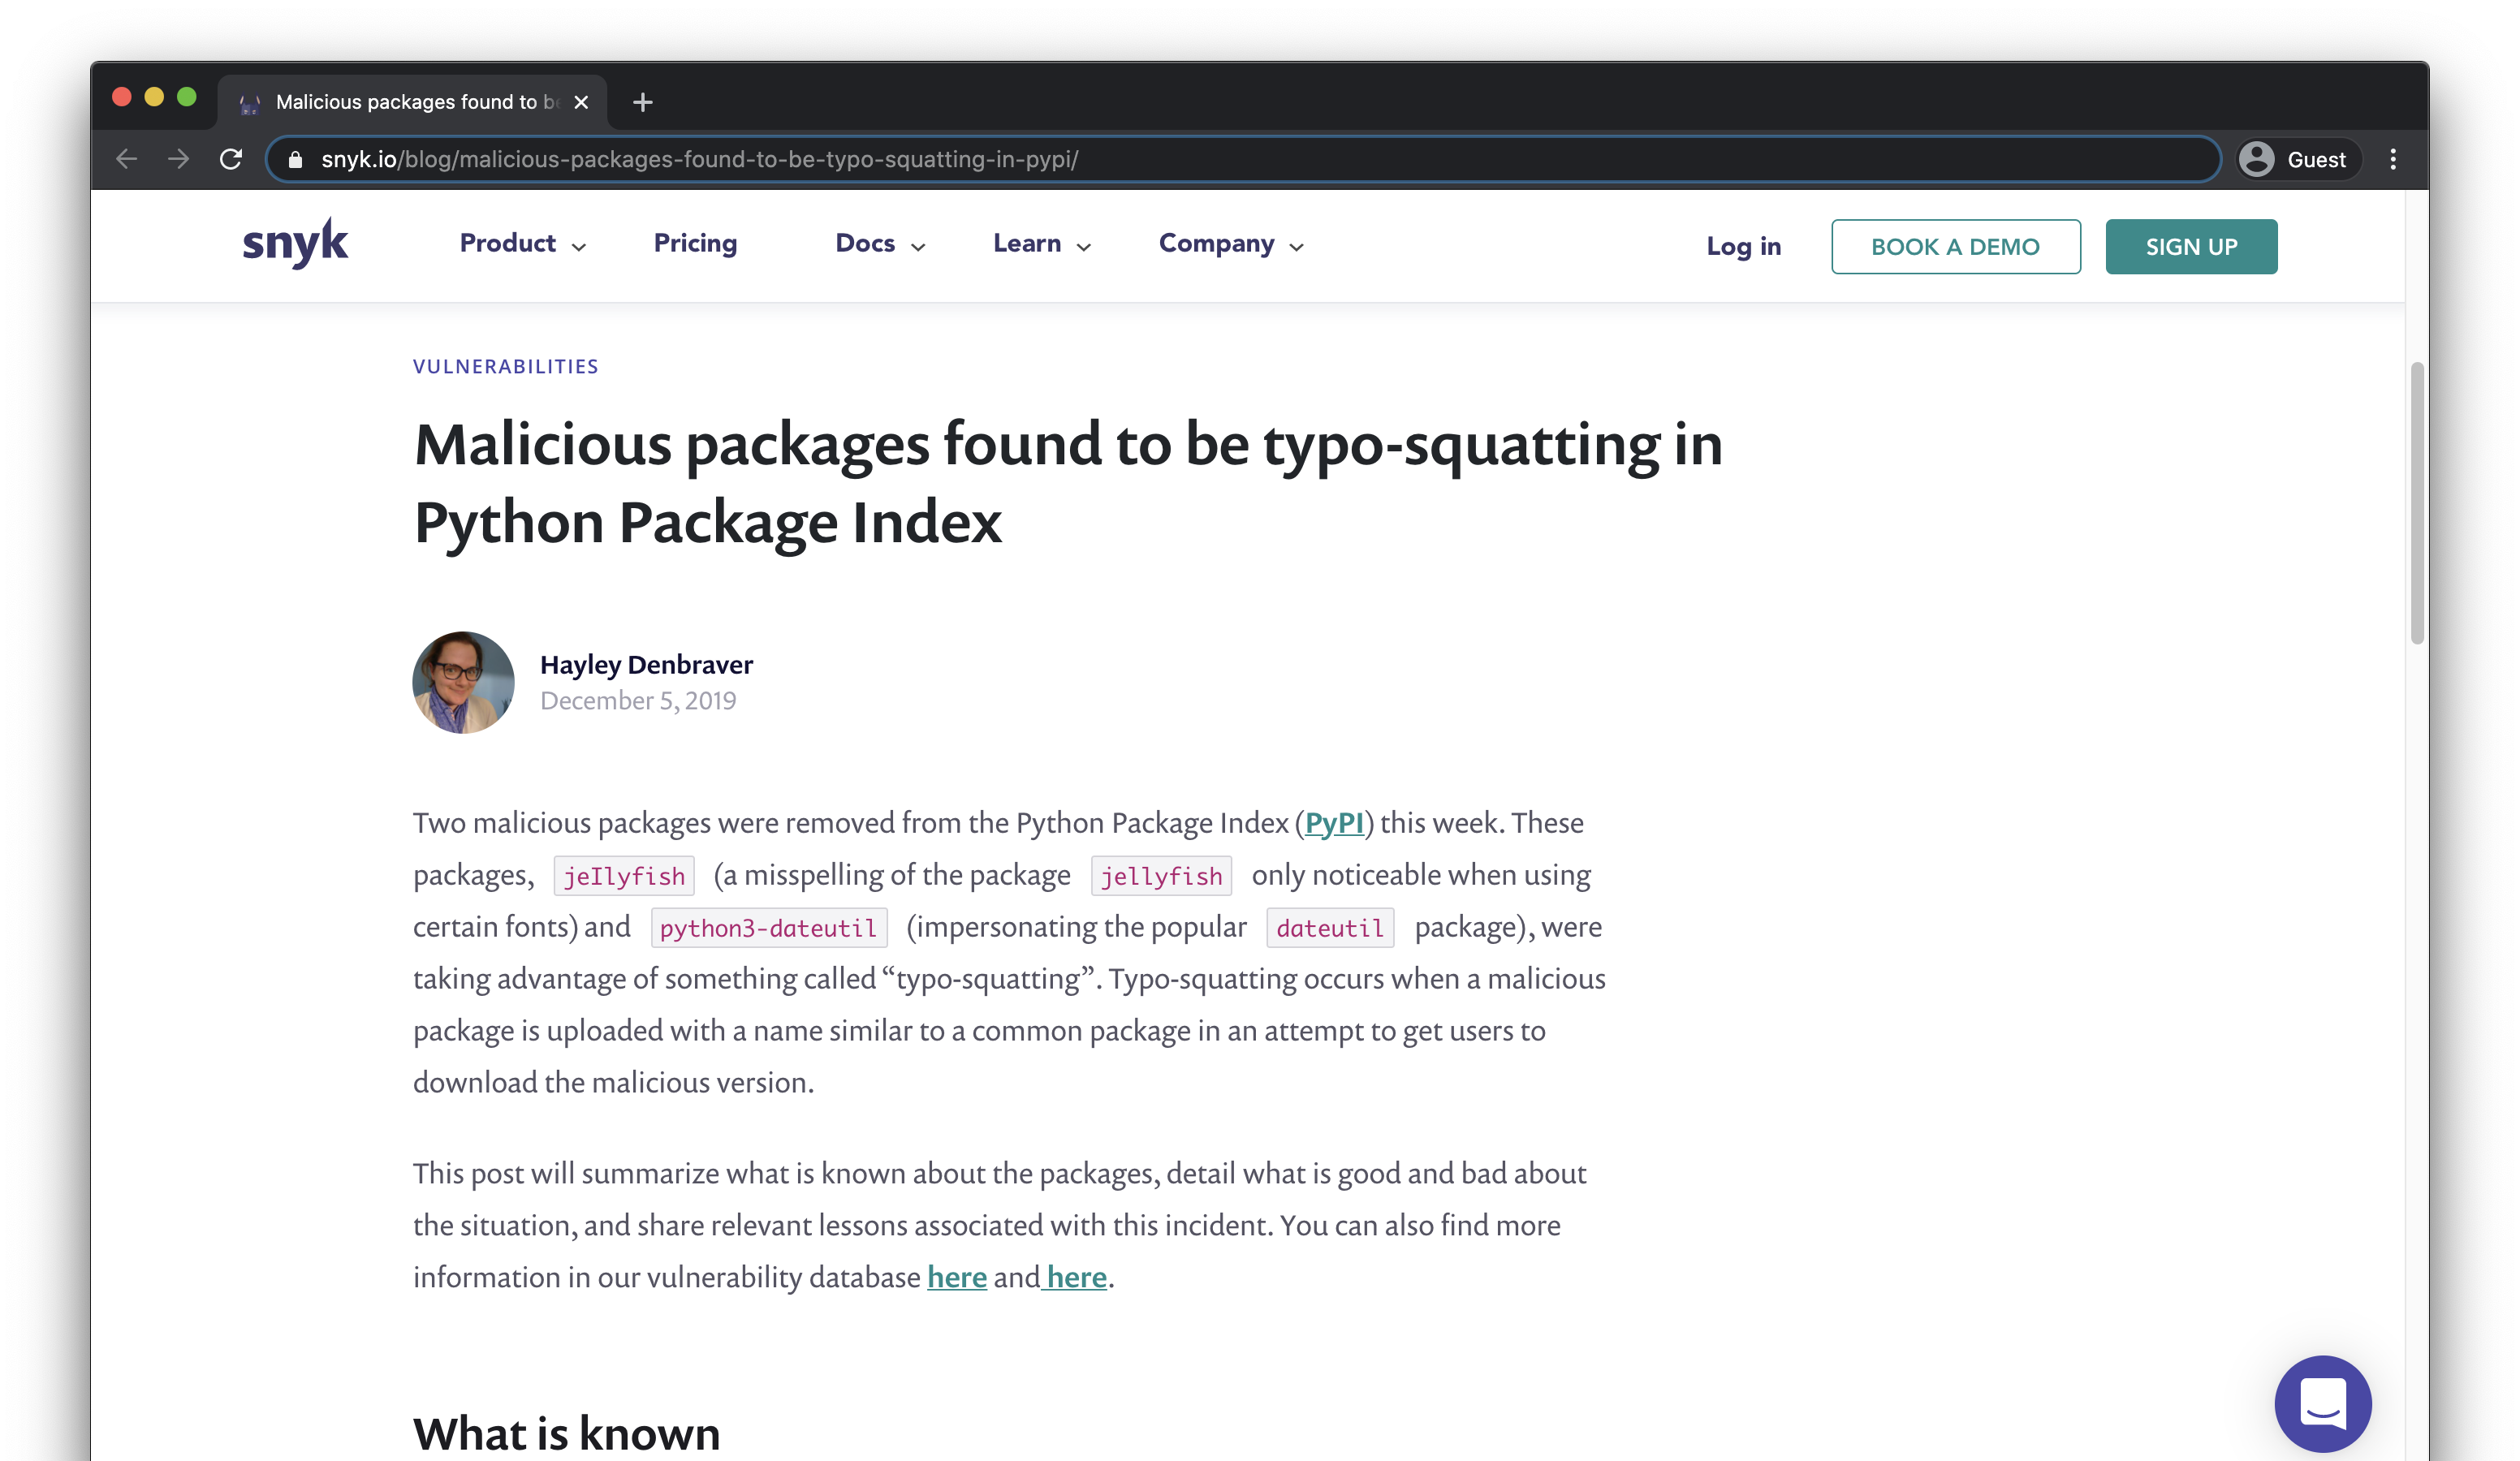 Malicious packages found to be
snyk.io/blog/malicious-packages-found-to-be-typo-squatting-in-pypi/
Guest
snyk
Product
Pricing
Docs
Learn
Company
Log in
BOOK A DEMO
SIGN UP
VULNERABILITIES
Malicious packages found to be typo-squatting in
Python Package Index
Hayley Denbraver
December 5, 2019
Two malicious packages were removed from the Python Package Index (PyPI) this week. These
packages, jeIlyfish (a misspelling of the package jellyfish only noticeable when using
certain fonts) and python3-dateutil (impersonating the popular dateutil package), were
taking advantage of something called “typo-squatting”. Typo-squatting occurs when a malicious
package is uploaded with a name similar to a common package in an attempt to get users to
download the malicious version.
This post will summarize what is known about the packages, detail what is good and bad about
the situation, and share relevant lessons associated with this incident. You can also find more
information in our vulnerability database here and here.
What is known